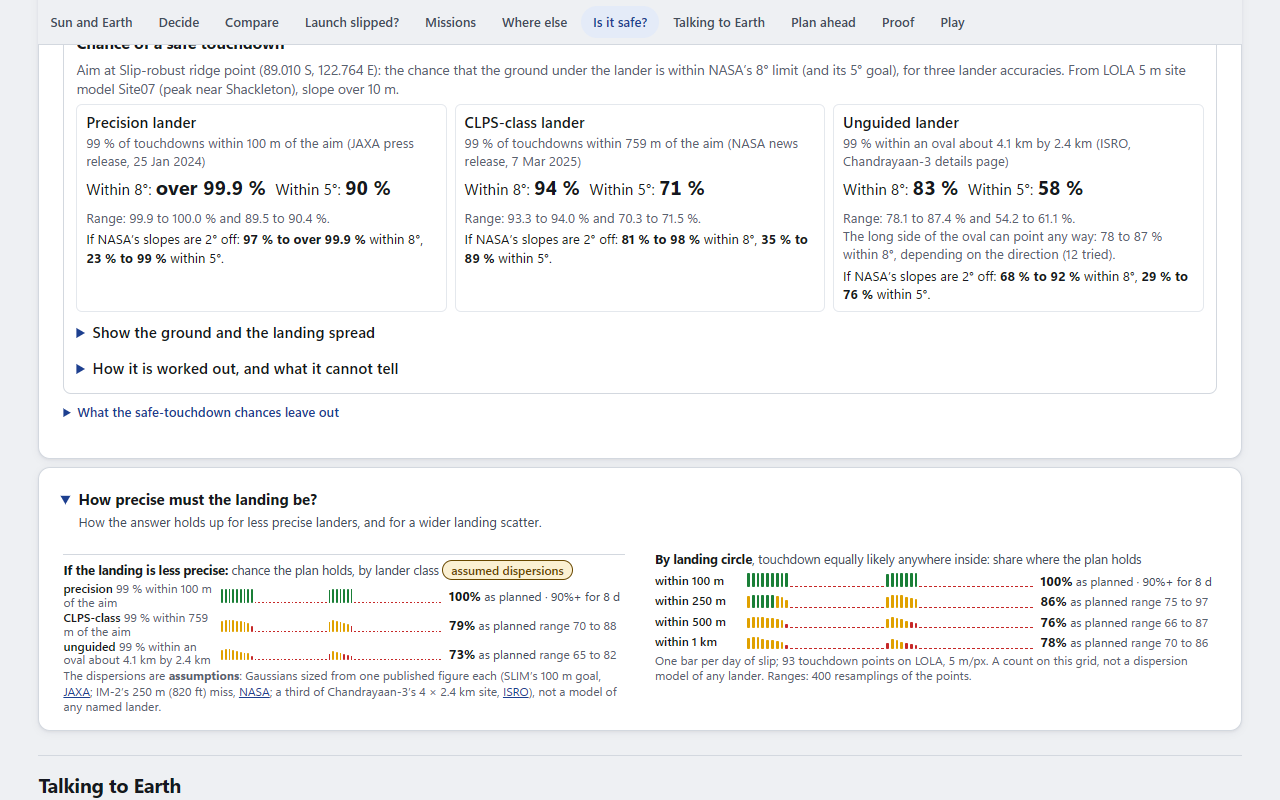 Sun and Earth Decide Compare Launch slipped? Missions Where else Is it safe? Talking to Earth Plan ahead Proof Play
Chance of a safe touchdown
Aim at Slip-robust ridge point (89.010 S, 122.764 E): the chance that the ground under the lander is within NASA's 8° limit (and its 5° goal), for three lander accuracies. From LOLA 5 m site
model Site07 (peak near Shackleton), slope over 10 m.
Precision lander
99 % of touchdowns within 100 m of the aim (JAXA press
release, 25 Jan 2024)
Within 8°: over 99.9 % Within 5°: 90 %
Range: 99.9 to 100.0 % and 89.5 to 90.4 %.
If NASA's slopes are 2° off: 97 % to over 99.9 % within 8°,
23 % to 99 % within 5°.
CLPS-class lander
99 % of touchdowns within 759 m of the aim (NASA news
release, 7 Mar 2025)
Within 8°: 94 % Within 5°: 71 %
Range: 93.3 to 94.0 % and 70.3 to 71.5 %.
If NASA's slopes are 2° off: 81 % to 98 % within 8°, 35 % to
89 % within 5°.
Unguided lander
99 % within an oval about 4.1 km by 2.4 km (ISRO,
Chandrayaan-3 details page)
Within 8°: 83 % Within 5°: 58 %
Range: 78.1 to 87.4 % and 54.2 to 61.1 %.
The long side of the oval can point any way: 78 to 87 %
within 8°, depending on the direction (12 tried).
If NASA's slopes are 2° off: 68 % to 92 % within 8°, 29 % to
76 % within 5°.
Show the ground and the landing spread
How it is worked out, and what it cannot tell
What the safe-touchdown chances leave out
How precise must the landing be?
How the answer holds up for less precise landers, and for a wider landing scatter.
If the landing is less precise: chance the plan holds, by lander class assumed dispersions
precision 99 % within 100 m
of the aim
100% as planned · 90%+ for 8 d
CLPS-class 99 % within 759
m of the aim
79% as planned range 70 to 88
unguided 99 % within an
oval about 4.1 km by 2.4 km
73% as planned range 65 to 82
The dispersions are assumptions: Gaussians sized from one published figure each (SLIM's 100 m goal,
JAXA; IM-2's 250 m (820 ft) miss, NASA; a third of Chandrayaan-3's 4 × 2.4 km site, ISRO), not a model of
any named lander.
By landing circle, touchdown equally likely anywhere inside: share where the plan holds
within 100 m 100% as planned · 90%+ for 8 d
within 250 m 86% as planned range 75 to 97
within 500 m 76% as planned range 66 to 87
within 1 km 78% as planned range 70 to 86
One bar per day of slip; 93 touchdown points on LOLA, 5 m/px. A count on this grid, not a dispersion
model of any lander. Ranges: 400 resamplings of the points.
Talking to Earth